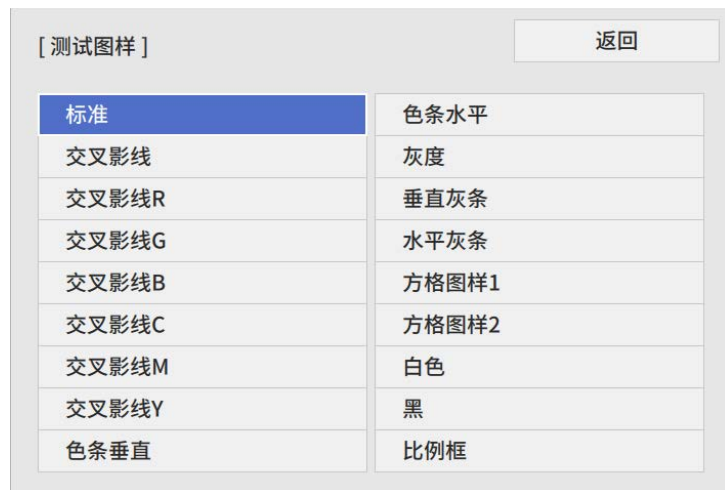 [ 测试图样 ]
返回
标准
交叉影线
交叉影线R
交叉影线G
交叉影线B
交叉影线C
交叉影线M
交叉影线Y
色条垂直
色条水平
灰度
垂直灰条
水平灰条
方格图样1
方格图样2
白色
黑
比例框